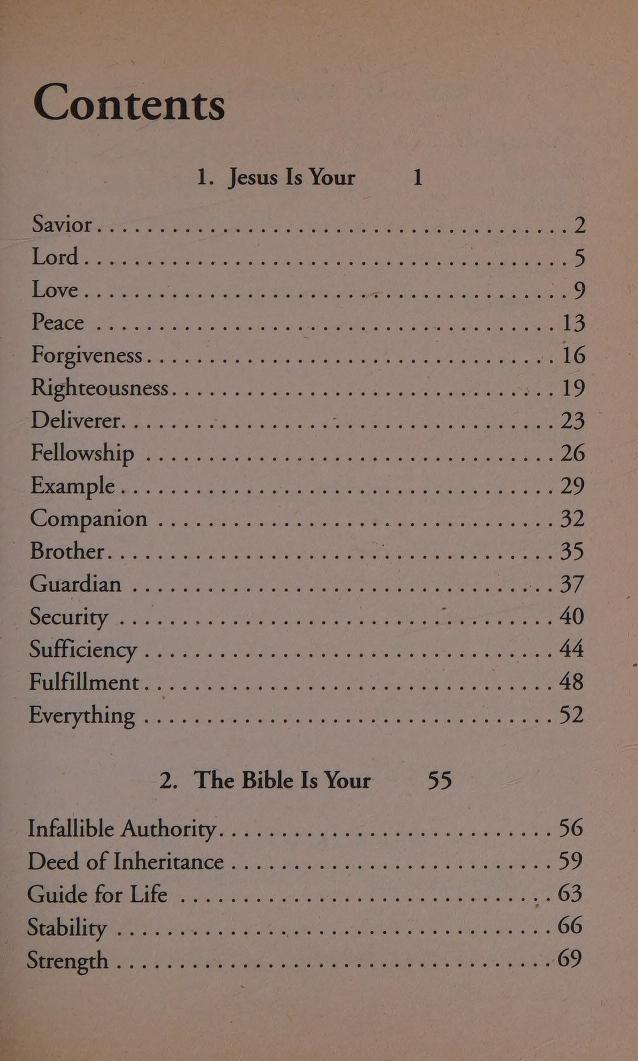 Contents
1. Jesus Is Your 1
Savior. . . . . . . . . . . . . . . . . . . . . . . . . . . . . . . . . . . . . . 2
Lord . . . . . . . . . . . . . . . . . . . . . . . . . . . . . . . . . . . . . . . 5
Love . . . . . . . . . . . . . . . . . . . . . . . . . . . . . . . . . . . . . . . 9
Peace . . . . . . . . . . . . . . . . . . . . . . . . . . . . . . . . . . . . . 13
Forgiveness . . . . . . . . . . . . . . . . . . . . . . . . . . . . . . . . . 16
Righteousness. . . . . . . . . . . . . . . . . . . . . . . . . . . . . . . 19
Deliverer. . . . . . . . . . . . . . . . . . . . . . . . . . . . . . . . . . . 23
Fellowship . . . . . . . . . . . . . . . . . . . . . . . . . . . . . . . . . 26
Example . . . . . . . . . . . . . . . . . . . . . . . . . . . . . . . . . . . 29
Companion . . . . . . . . . . . . . . . . . . . . . . . . . . . . . . . . 32
Brother. . . . . . . . . . . . . . . . . . . . . . . . . . . . . . . . . . . . 35
Guardian . . . . . . . . . . . . . . . . . . . . . . . . . . . . . . . . . . 37
Security . . . . . . . . . . . . . . . . . . . . . . . . . . . . . . . . . . . 40
Sufficiency . . . . . . . . . . . . . . . . . . . . . . . . . . . . . . . . . 44
Fulfillment . . . . . . . . . . . . . . . . . . . . . . . . . . . . . . . . . 48
Everything . . . . . . . . . . . . . . . . . . . . . . . . . . . . . . . . . 52
2. The Bible Is Your 55
Infallible Authority. . . . . . . . . . . . . . . . . . . . . . . . . . . 56
Deed of Inheritance . . . . . . . . . . . . . . . . . . . . . . . . . . 59
Guide for Life . . . . . . . . . . . . . . . . . . . . . . . . . . . . . . 63
Stability . . . . . . . . . . . . . . . . . . . . . . . . . . . . . . . . . . . 66
Strength . . . . . . . . . . . . . . . . . . . . . . . . . . . . . . . . . . . 69